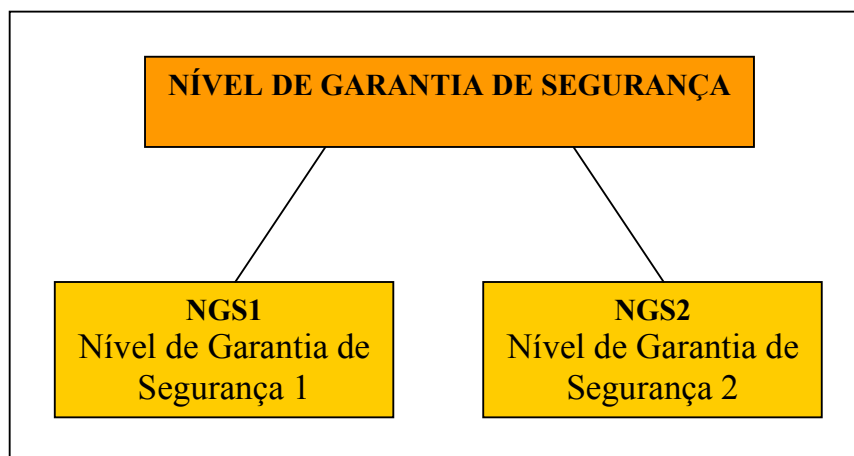 NÍVEL DE GARANTIA DE SEGURANÇA
NGS1
Nível de Garantia de
Segurança 1
NGS2
Nível de Garantia de
Segurança 2